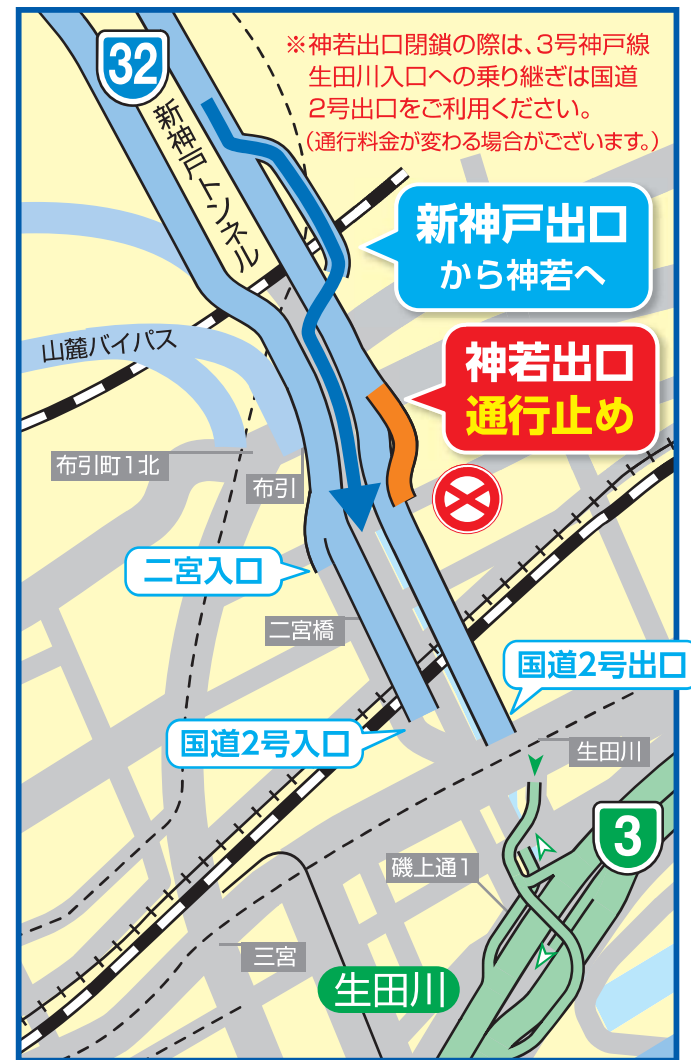 ※神若出口閉鎖の際は、3号神戸線
生田川入口への乗り継ぎは国道
2号出口をご利用ください。
（通行料金が変わる場合がございます。）
32
新神戸トンネル
新神戸出口
から神若へ
山麓バイパス
神若出口
通行止め
布引町1北
布引
二宮入口
二宮橋
国道2号出口
国道2号入口
生田川
3
磯上通1
三宮
生田川